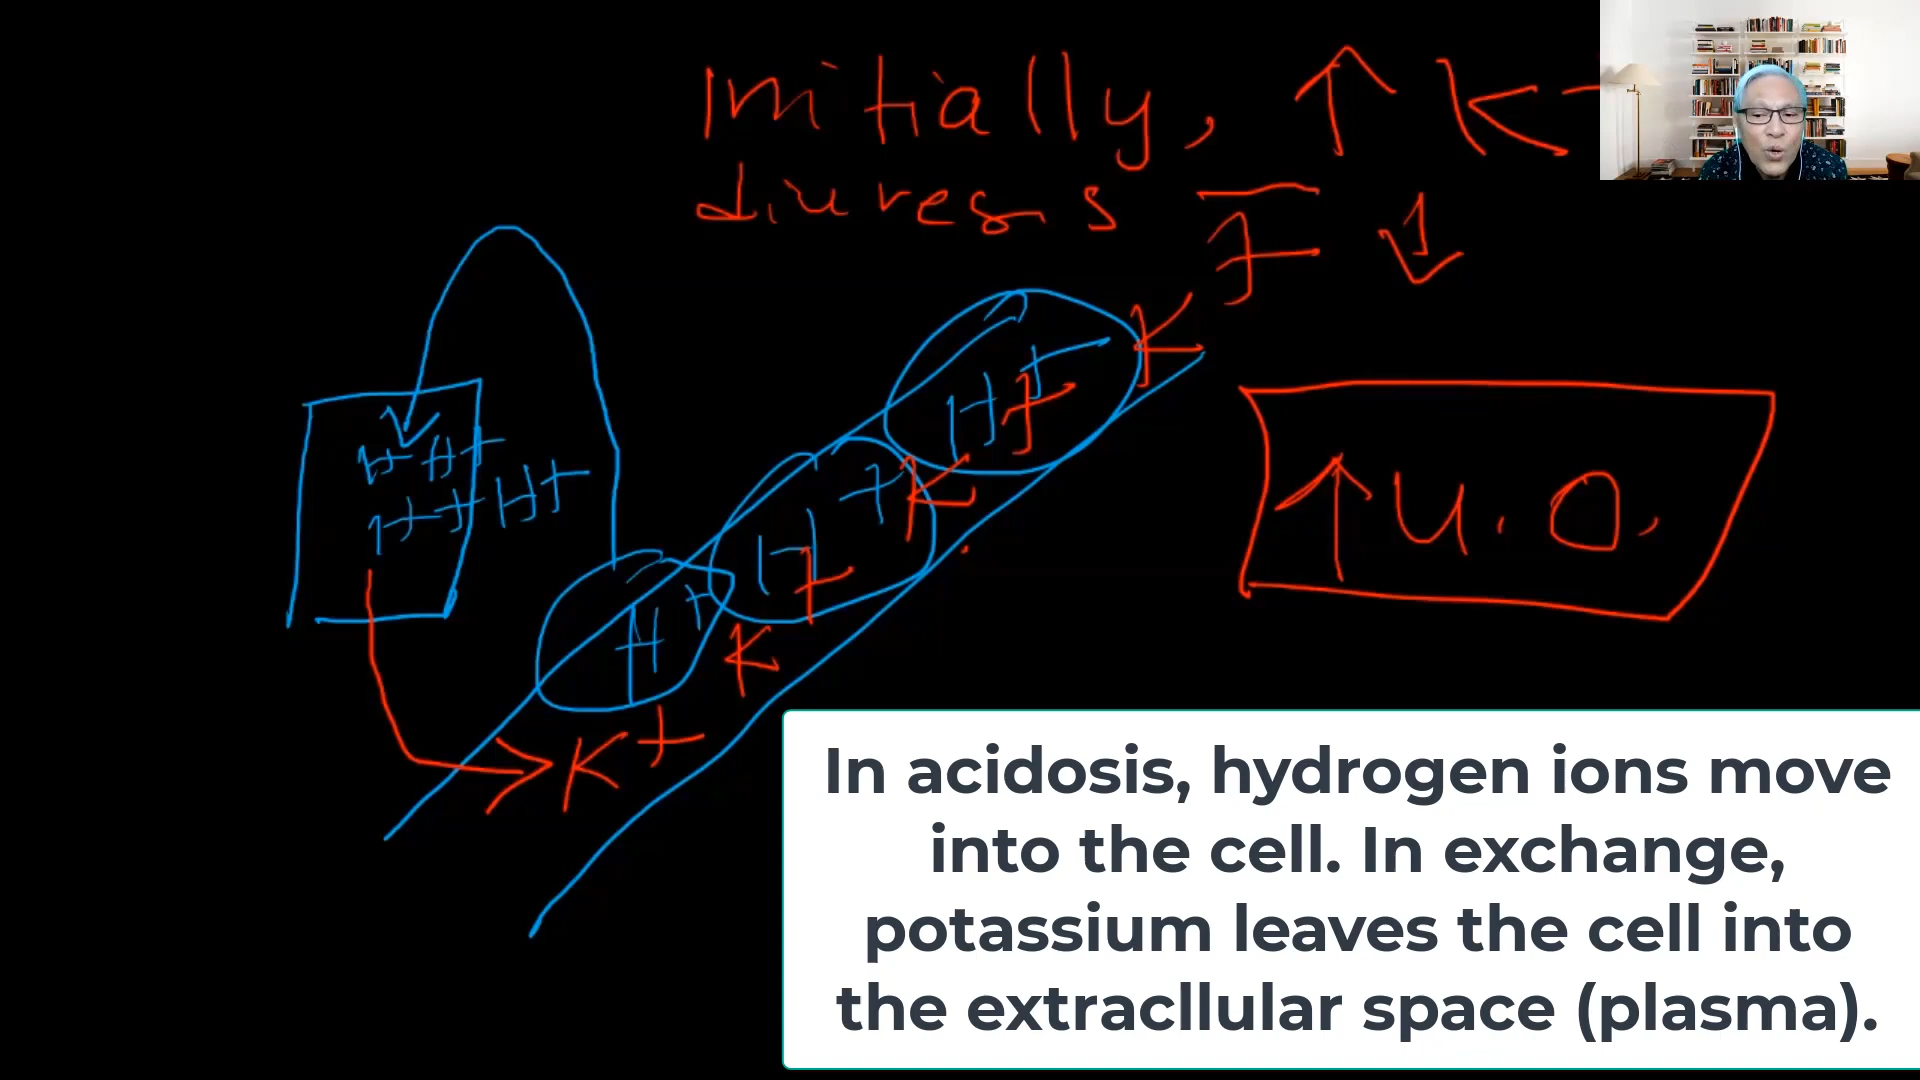 Initially, ↑ K
diuresis ↓
K
H+
H+ H+
K
H+ H+ H+
H+
↑ U.O.
H+
K
K+
In acidosis, hydrogen ions move
into the cell. In exchange,
potassium leaves the cell into
the extracllular space (plasma).